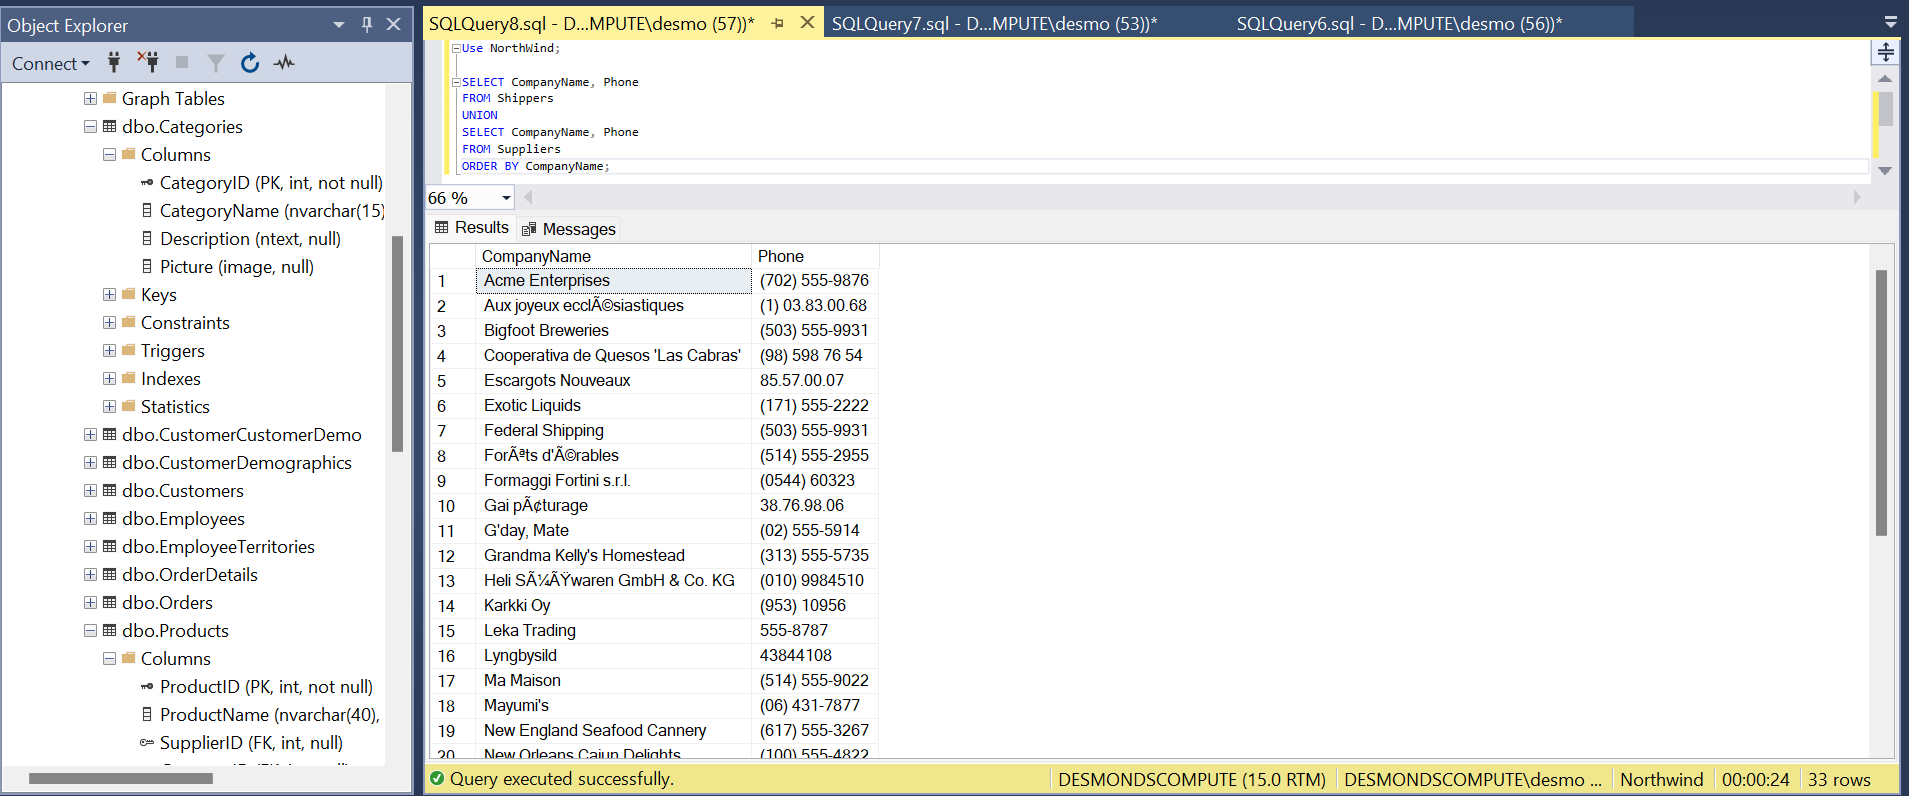 Object Explorer
Connect
Graph Tables
dbo.Categories
Columns
CategoryID (PK, int, not null)
CategoryName (nvarchar(15)
Description (ntext, null)
Picture (image, null)
Keys
Constraints
Triggers
Indexes
Statistics
dbo.CustomerCustomerDemo
dbo.CustomerDemographics
dbo.Customers
dbo.Employees
dbo.EmployeeTerritories
dbo.OrderDetails
dbo.Orders
dbo.Products
Columns
ProductID (PK, int, not null)
ProductName (nvarchar(40),
SupplierID (FK, int, null)
SQLQuery8.sql - D...MPUTE\desmo (57))* SQLQuery7.sql - D...MPUTE\desmo (53))* SQLQuery6.sql - D...MPUTE\desmo (56))*
Use NorthWind;
SELECT CompanyName, Phone
FROM Shippers
UNION
SELECT CompanyName, Phone
FROM Suppliers
ORDER BY CompanyName;
66 %
Results Messages
CompanyName Phone
1 Acme Enterprises (702) 555-9876
2 Aux joyeux ecclÃ©siastiques (1) 03.83.00.68
3 Bigfoot Breweries (503) 555-9931
4 Cooperativa de Quesos 'Las Cabras' (98) 598 76 54
5 Escargots Nouveaux 85.57.00.07
6 Exotic Liquids (171) 555-2222
7 Federal Shipping (503) 555-9931
8 ForÃªts d'Ã©rables (514) 555-2955
9 Formaggi Fortini s.r.l. (0544) 60323
10 Gai pÃ¢turage 38.76.98.06
11 G'day, Mate (02) 555-5914
12 Grandma Kelly's Homestead (313) 555-5735
13 Heli SÃ¼ÃŸwaren GmbH & Co. KG (010) 9984510
14 Karkki Oy (953) 10956
15 Leka Trading 555-8787
16 Lyngbysild 43844108
17 Ma Maison (514) 555-9022
18 Mayumi's (06) 431-7877
19 New England Seafood Cannery (617) 555-3267
20 New Orleans Cajun Delights (100) 555-4822
Query executed successfully. DESMONDSCOMPUTE (15.0 RTM) DESMONDSCOMPUTE\desmo ... Northwind 00:00:24 33 rows